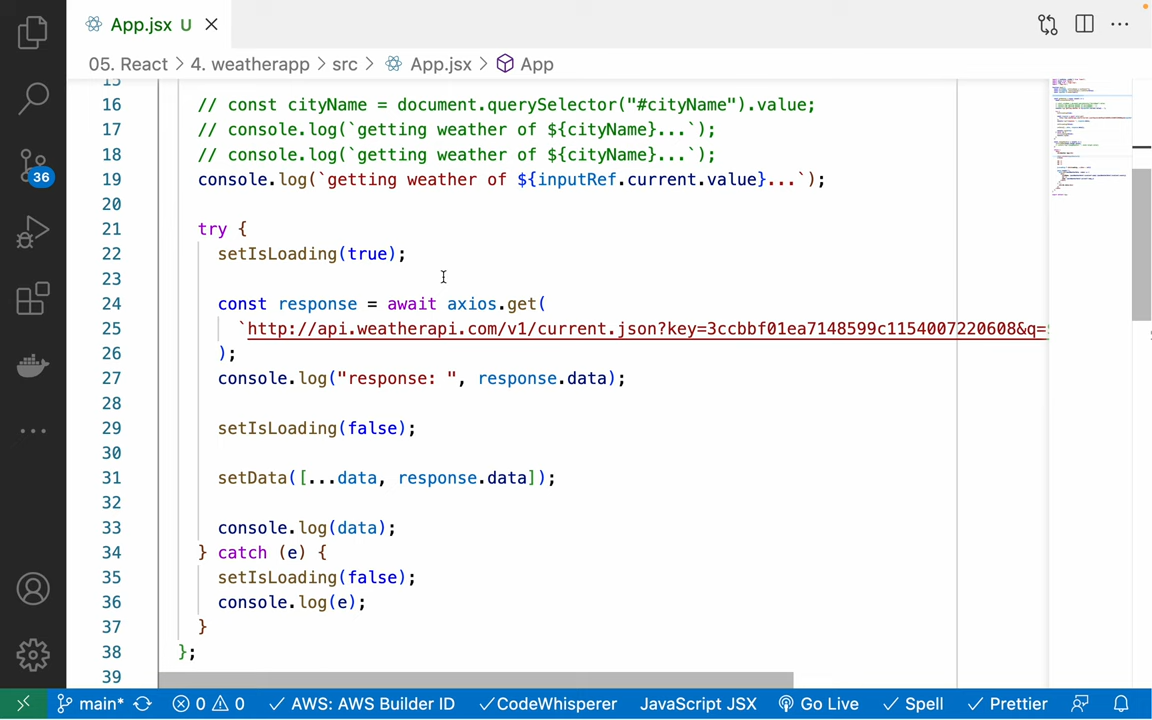 App.jsx U
05. React > 4. weatherapp > src > App.jsx > App
15
16 // const cityName = document.querySelector("#cityName").value;
17 // console.log(`getting weather of ${cityName}...`);
18 // console.log(`getting weather of ${cityName}...`);
19 console.log(`getting weather of ${inputRef.current.value}...`);
20
21 try {
22 setIsLoading(true);
23
24 const response = await axios.get(
25 `http://api.weatherapi.com/v1/current.json?key=3ccbbf01ea7148599c1154007220608&q=
26 );
27 console.log("response: ", response.data);
28
29 setIsLoading(false);
30
31 setData([...data, response.data]);
32
33 console.log(data);
34 } catch (e) {
35 setIsLoading(false);
36 console.log(e);
37 }
38 };
39
36
main* 0 0 AWS: AWS Builder ID CodeWhisperer JavaScript JSX Go Live Spell Prettier